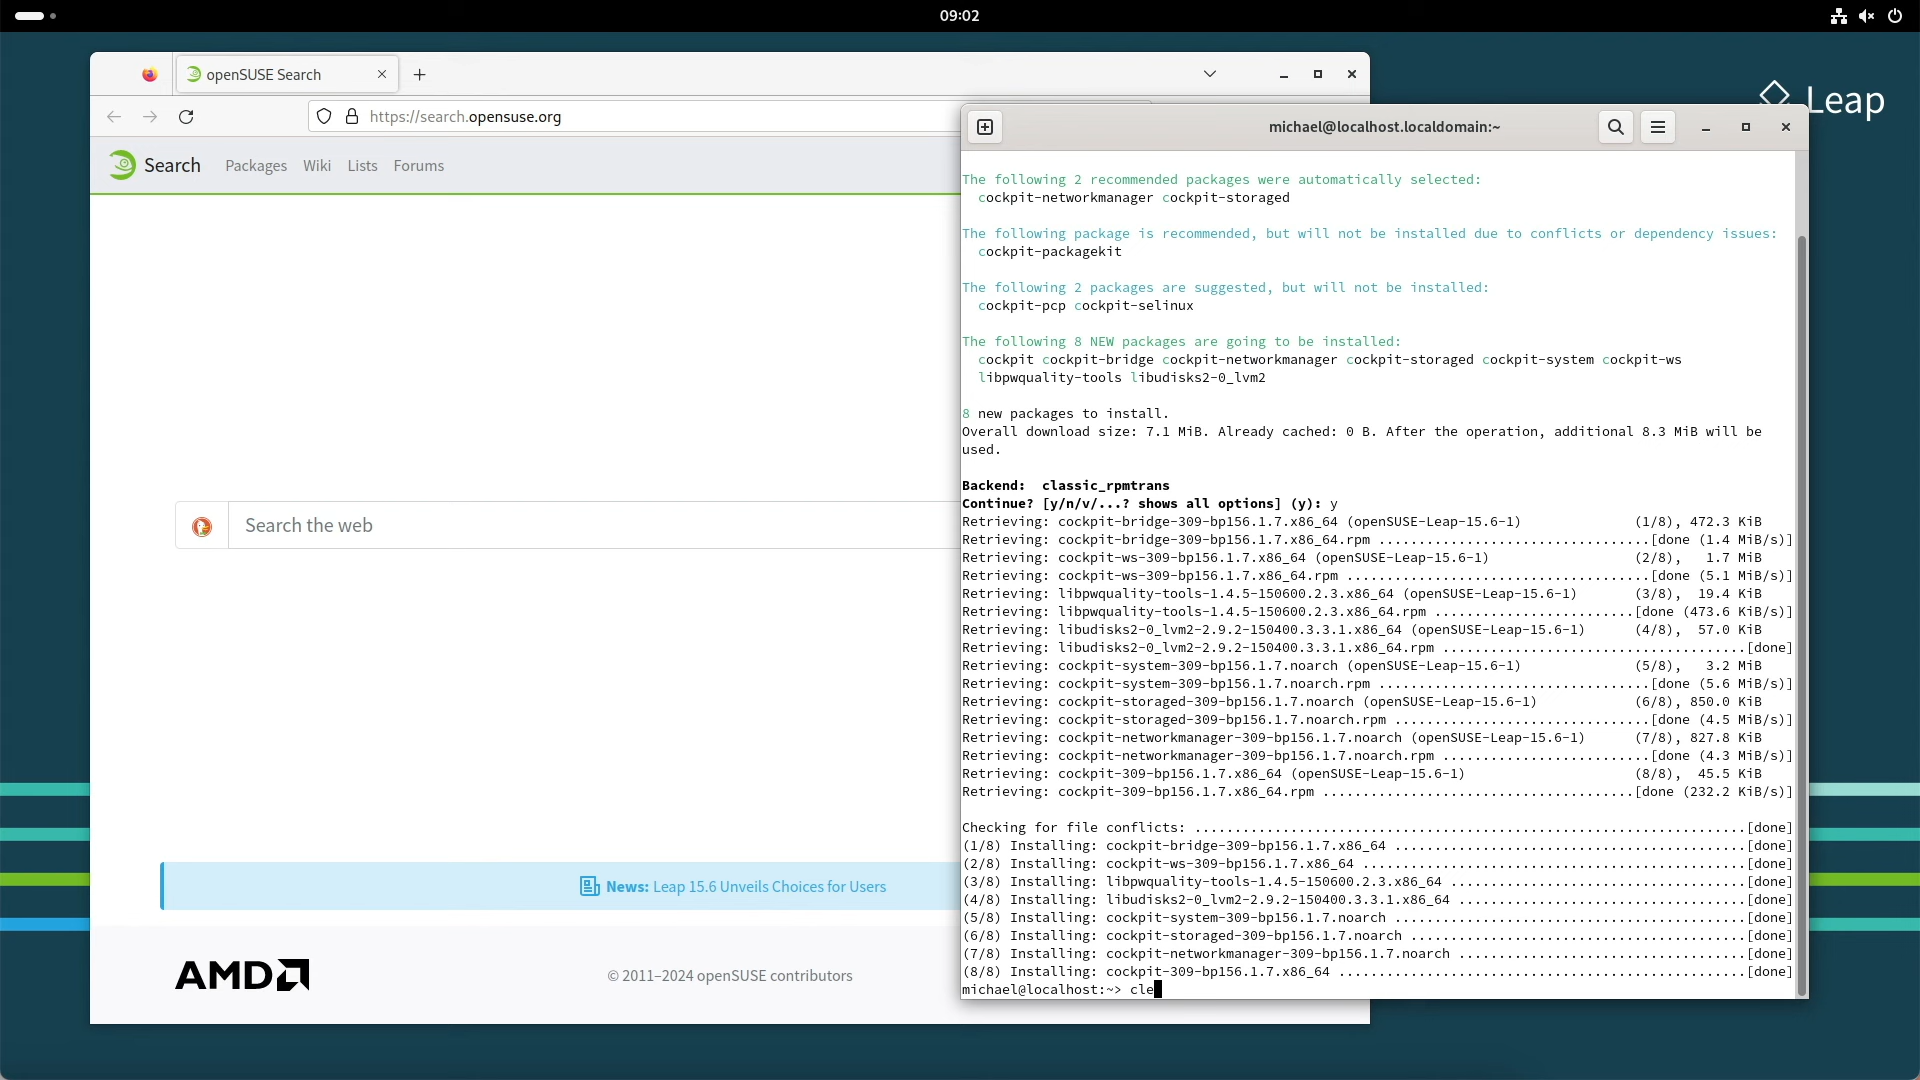 09:02
openSUSE Search
https://search.opensuse.org
Leap
Search Packages Wiki Lists Forums
Search the web
News: Leap 15.6 Unveils Choices for Users
AMD
© 2011–2024 openSUSE contributors
michael@localhost.localdomain:~
The following 2 recommended packages were automatically selected:
cockpit-networkmanager cockpit-storaged
The following package is recommended, but will not be installed due to conflicts or dependency issues:
cockpit-packagekit
The following 2 packages are suggested, but will not be installed:
cockpit-pcp cockpit-selinux
The following 8 NEW packages are going to be installed:
cockpit cockpit-bridge cockpit-networkmanager cockpit-storaged cockpit-system cockpit-ws
libpwquality-tools libudisks2-0_lvm2
8 new packages to install.
Overall download size: 7.1 MiB. Already cached: 0 B. After the operation, additional 8.3 MiB will be
used.
Backend:  classic_rpmtrans
Continue? [y/n/v/...? shows all options] (y): y
Retrieving: cockpit-bridge-309-bp156.1.7.x86_64 (openSUSE-Leap-15.6-1) (1/8), 472.3 KiB
Retrieving: cockpit-bridge-309-bp156.1.7.x86_64.rpm ..................................[done (1.4 MiB/s)]
Retrieving: cockpit-ws-309-bp156.1.7.x86_64 (openSUSE-Leap-15.6-1) (2/8), 1.7 MiB
Retrieving: cockpit-ws-309-bp156.1.7.x86_64.rpm ......................................[done (5.1 MiB/s)]
Retrieving: libpwquality-tools-1.4.5-150600.2.3.x86_64 (openSUSE-Leap-15.6-1) (3/8), 19.4 KiB
Retrieving: libpwquality-tools-1.4.5-150600.2.3.x86_64.rpm .........................[done (473.6 KiB/s)]
Retrieving: libudisks2-0_lvm2-2.9.2-150400.3.3.1.x86_64 (openSUSE-Leap-15.6-1) (4/8), 57.0 KiB
Retrieving: libudisks2-0_lvm2-2.9.2-150400.3.3.1.x86_64.rpm ......................................[done]
Retrieving: cockpit-system-309-bp156.1.7.noarch (openSUSE-Leap-15.6-1) (5/8), 3.2 MiB
Retrieving: cockpit-system-309-bp156.1.7.noarch.rpm ..................................[done (5.6 MiB/s)]
Retrieving: cockpit-storaged-309-bp156.1.7.noarch (openSUSE-Leap-15.6-1) (6/8), 850.0 KiB
Retrieving: cockpit-storaged-309-bp156.1.7.noarch.rpm ................................[done (4.5 MiB/s)]
Retrieving: cockpit-networkmanager-309-bp156.1.7.noarch (openSUSE-Leap-15.6-1) (7/8), 827.8 KiB
Retrieving: cockpit-networkmanager-309-bp156.1.7.noarch.rpm ..........................[done (4.3 MiB/s)]
Retrieving: cockpit-309-bp156.1.7.x86_64 (openSUSE-Leap-15.6-1) (8/8), 45.5 KiB
Retrieving: cockpit-309-bp156.1.7.x86_64.rpm .......................................[done (232.2 KiB/s)]
Checking for file conflicts: .....................................................................[done]
(1/8) Installing: cockpit-bridge-309-bp156.1.7.x86_64 ............................................[done]
(2/8) Installing: cockpit-ws-309-bp156.1.7.x86_64 ................................................[done]
(3/8) Installing: libpwquality-tools-1.4.5-150600.2.3.x86_64 .....................................[done]
(4/8) Installing: libudisks2-0_lvm2-2.9.2-150400.3.3.1.x86_64 ....................................[done]
(5/8) Installing: cockpit-system-309-bp156.1.7.noarch ............................................[done]
(6/8) Installing: cockpit-storaged-309-bp156.1.7.noarch ..........................................[done]
(7/8) Installing: cockpit-networkmanager-309-bp156.1.7.noarch ....................................[done]
(8/8) Installing: cockpit-309-bp156.1.7.x86_64 ...................................................[done]
michael@localhost:~> cle